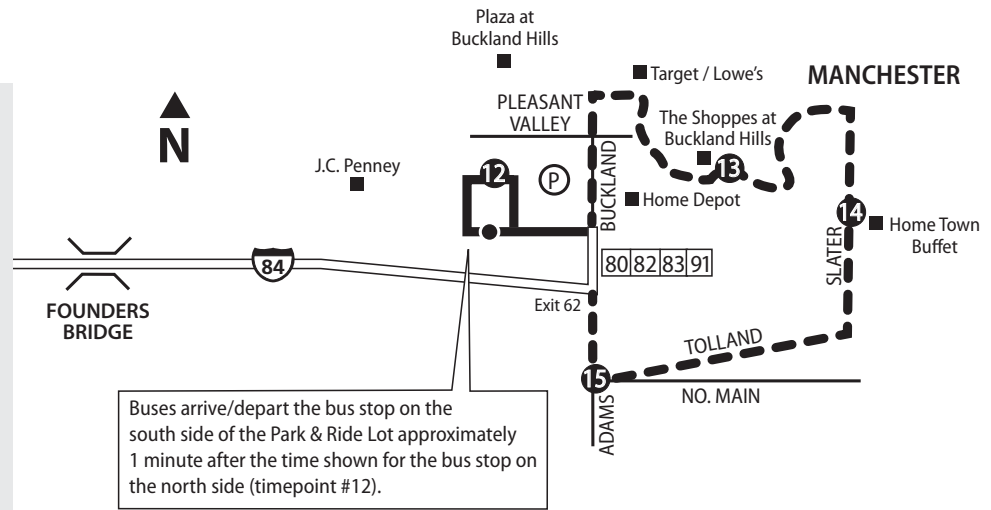 Plaza at
Buckland Hills
Target / Lowe's
MANCHESTER
PLEASANT
VALLEY
The Shoppes at
Buckland Hills
N
J.C. Penney
12
P
BUCKLAND
13
Home Depot
14
Home Town
Buffet
SLATER
80 82 83 91
84
Exit 62
FOUNDERS
BRIDGE
TOLLAND
15
NO. MAIN
ADAMS
Buses arrive/depart the bus stop on the
south side of the Park & Ride Lot approximately
1 minute after the time shown for the bus stop on
the north side (timepoint #12).